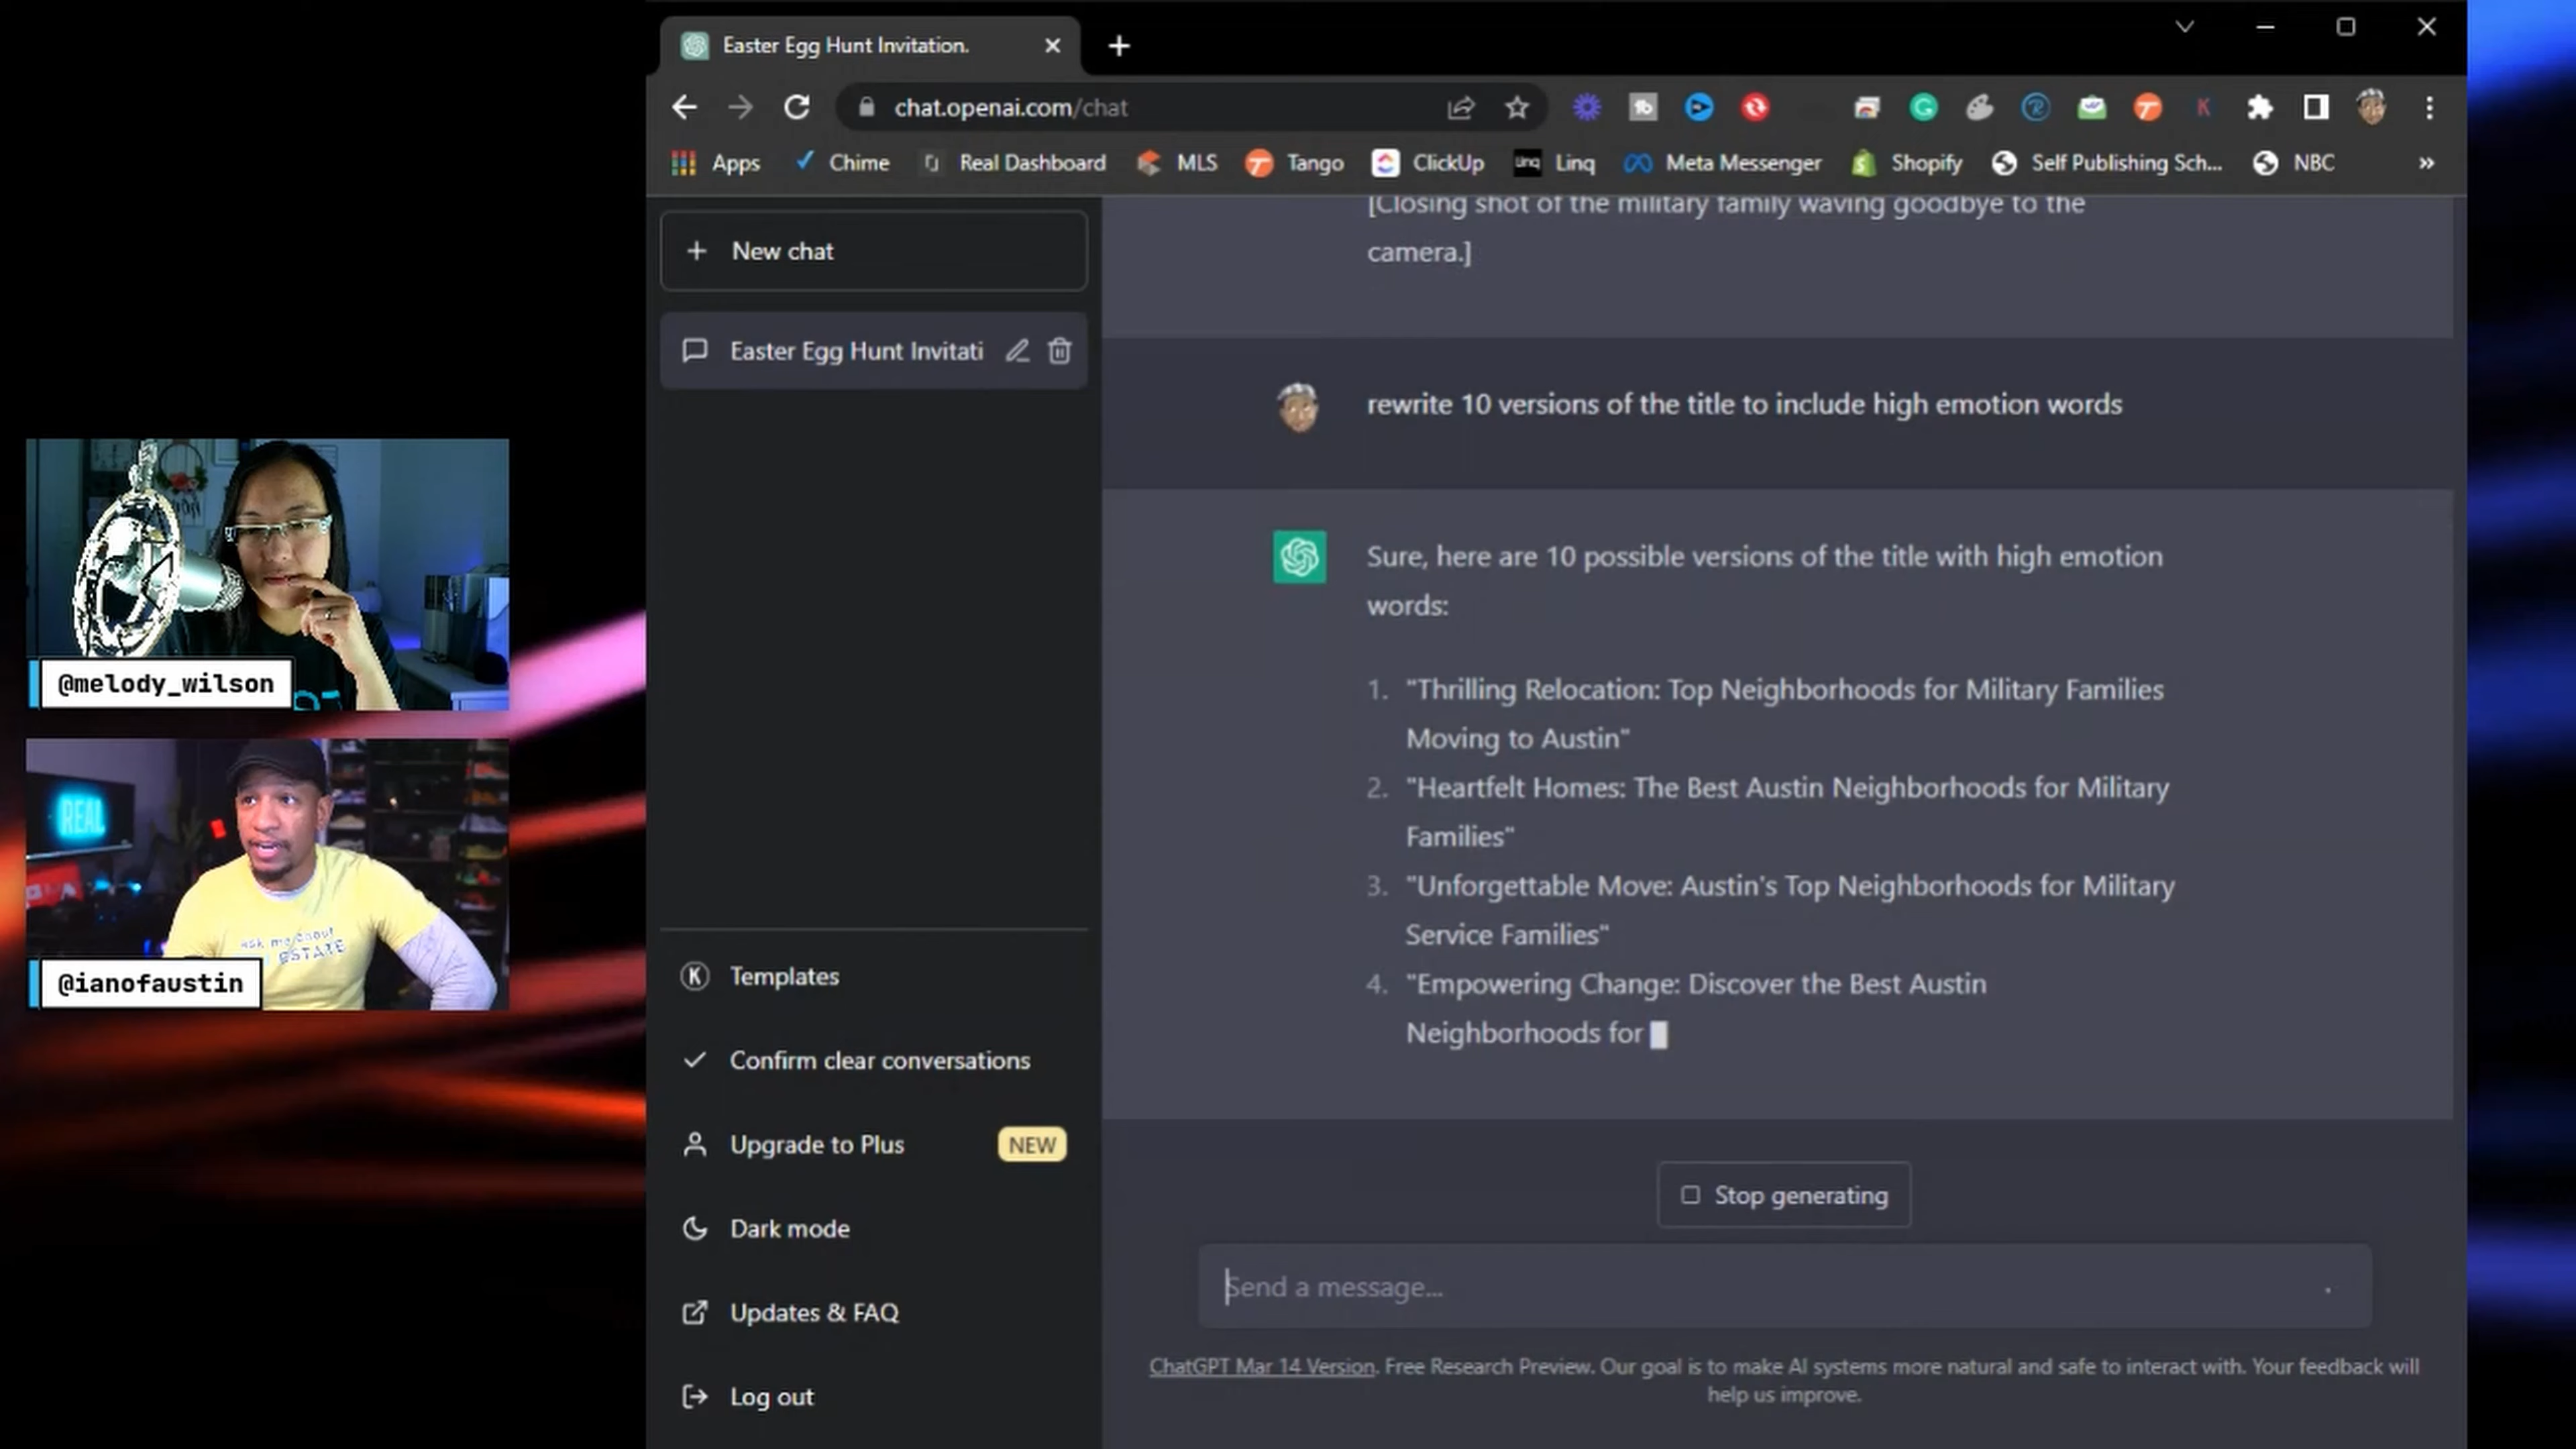 Easter Egg Hunt Invitation.
chat.openai.com/chat
Apps
Chime
Real Dashboard
MLS
Tango
ClickUp
Linq
Linq
Meta Messenger
Shopify
Self Publishing Sch...
NBC
»
New chat
Easter Egg Hunt Invitati
Templates
Confirm clear conversations
Upgrade to Plus
NEW
Dark mode
Updates & FAQ
Log out
[Closing shot of the military family waving goodbye to the
camera.]
rewrite 10 versions of the title to include high emotion words
Sure, here are 10 possible versions of the title with high emotion
words:
1. "Thrilling Relocation: Top Neighborhoods for Military Families
Moving to Austin"
2. "Heartfelt Homes: The Best Austin Neighborhoods for Military
Families"
3. "Unforgettable Move: Austin's Top Neighborhoods for Military
Service Families"
4. "Empowering Change: Discover the Best Austin
Neighborhoods for
Stop generating
Send a message...
ChatGPT Mar 14 Version. Free Research Preview. Our goal is to make AI systems more natural and safe to interact with. Your feedback will
help us improve.
@melody_wilson
REAL
ask me about
ESTATE
@ianofaustin